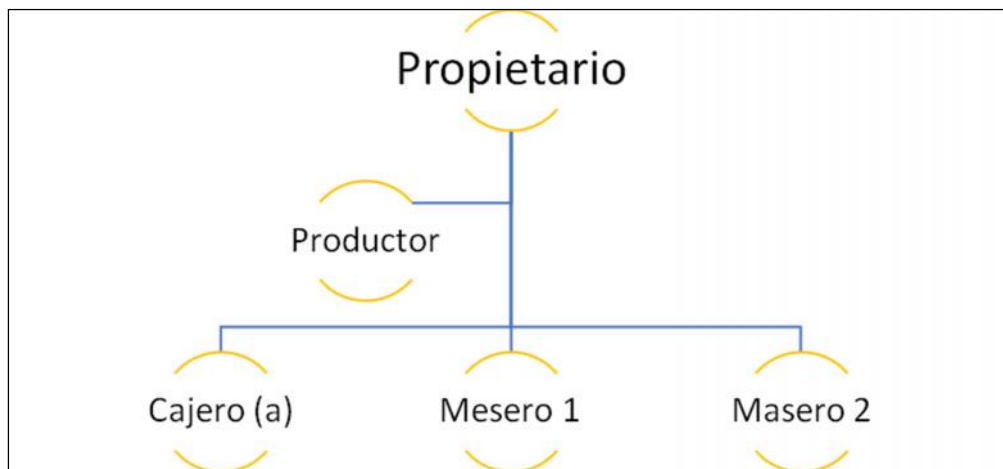 Propietario
Productor
Cajero (a)
Mesero 1
Masero 2